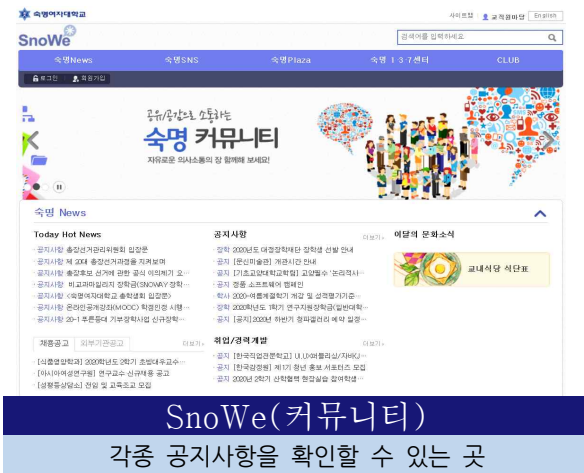 숙명여자대학교
사이트맵
교직원마당
English
SnoWe
검색어를 입력하세요
숙명News 숙명SNS 숙명Plaza 숙명 1 3 7센터 CLUB
로그인 회원가입
공유/공감으로 소통하는
숙명 커뮤니티
자유로운 의사소통의 장 함께해 보세요!
숙명 News
Today Hot News
· 공지사항 총장선거관리위원회 입장문
· 공지사항 제 20대 총장선거과정을 지켜보며
· 공지사항 총장후보 선거에 관한 공식 이의제기 요…
· 공지사항 비교과마일리지 장학금(SNOWAY 장학…
· 공지사항 <숙명여자대학교 총학생회 입장문>
· 공지사항 온라인공개강좌(MOOC) 학점인정 시행…
· 공지사항 20-1 푸른등대 기부장학사업 신규장학…
공지사항
더보기
· 장학 2020년도 대정장학재단 장학생 선발 안내
· 공지 [문신미술관] 개관시간 안내
· 공지 [기초교양대학교학팀] 교양필수 '논리적사…
· 공지 정품 소프트웨어 캠페인
· 학사 2020-여름계절학기 개강 및 성적평가기준…
· 장학 2020학년도 1학기 연구지원장학금(일반대학…
· 공지 [공지]2020년 하반기 청파갤러리 예약 일정…
이달의 문화소식
교내식당 식단표
채용공고 외부기관공고
더보기
· [식품영양학과] 2020학년도 2학기 초빙대우교수…
· [아시아여성연구원] 연구교수 신규채용 공고
· [성평등상담소] 전임 및 교육조교 모집
취업/경력개발
더보기
· 공지 [한국직업전문학교] UI,UX퍼블리싱/자바(J…
· 공지 [한국감정원] 제1기 청년 홍보 서포터즈 모집
· 공지 2020년 2학기 산학협력 현장실습 참여학생…
SnoWe(커뮤니티)
각종 공지사항을 확인할 수 있는 곳